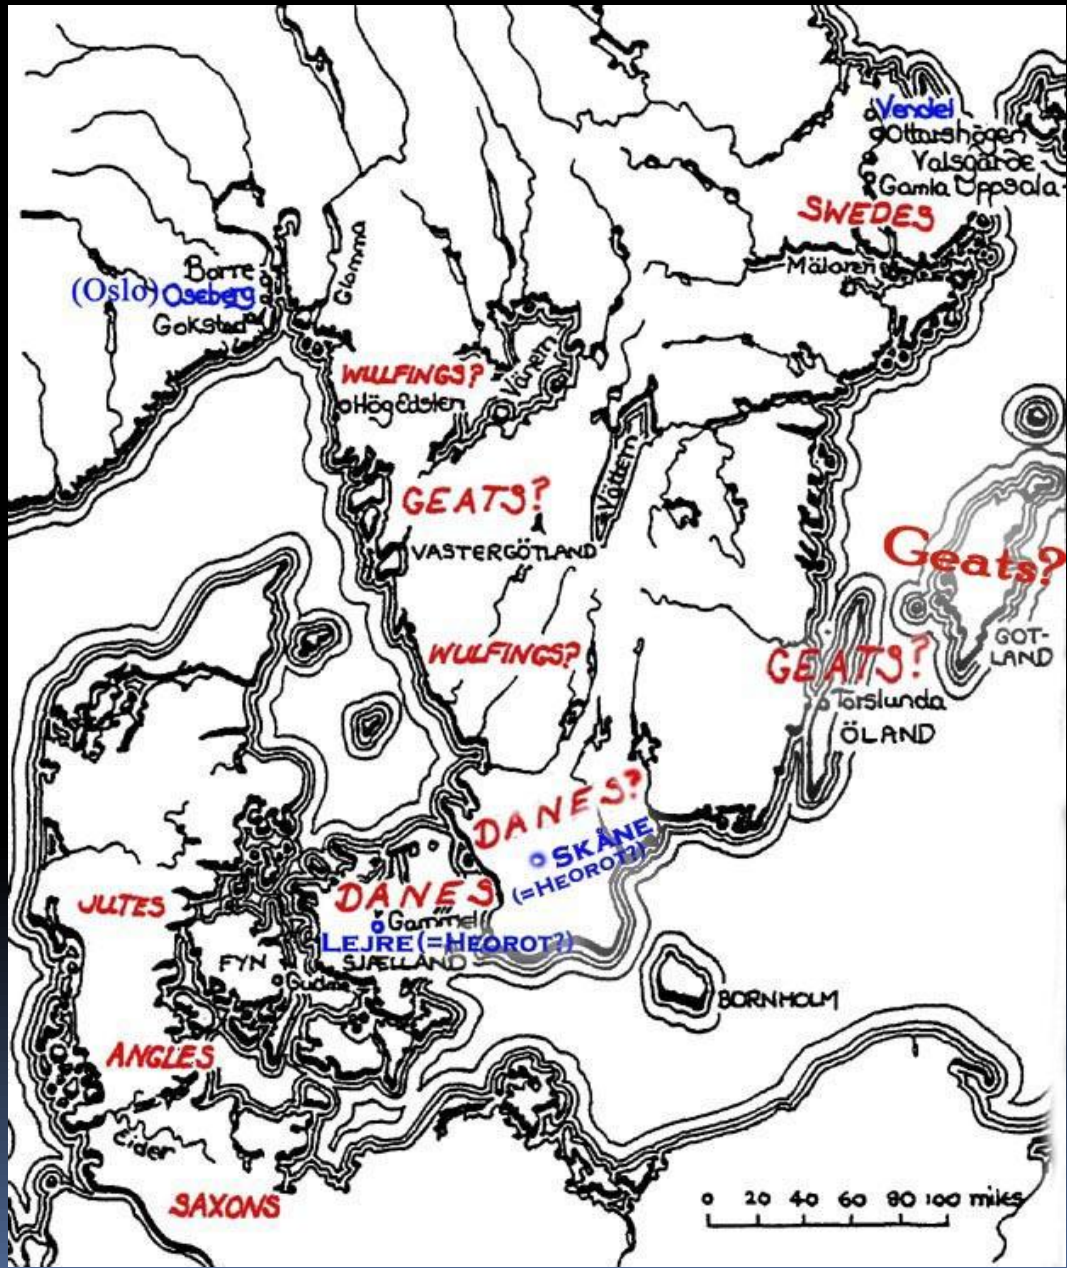 Vendel
Ottarshögen
Valsgärde
Gamla Uppsala
SWEDES
Mälaren
Glomma
Borre
(Oslo) Oseberg
Gokstad
WULFINGS?
Hög Edsten
Vänern
Vättern
GEATS?
VASTERGÖTLAND
Geats?
GOT-
LAND
WULFINGS?
GEATS?
Torslunda
ÖLAND
DANES?
SKÅNE
(=HEOROT?)
JUTES
DANES
Gammel
LEJRE (=HEOROT?)
SJÆLLAND
FYN
Gudme
BORNHOLM
ANGLES
Eider
SAXONS
0 20 40 60 80 100 miles